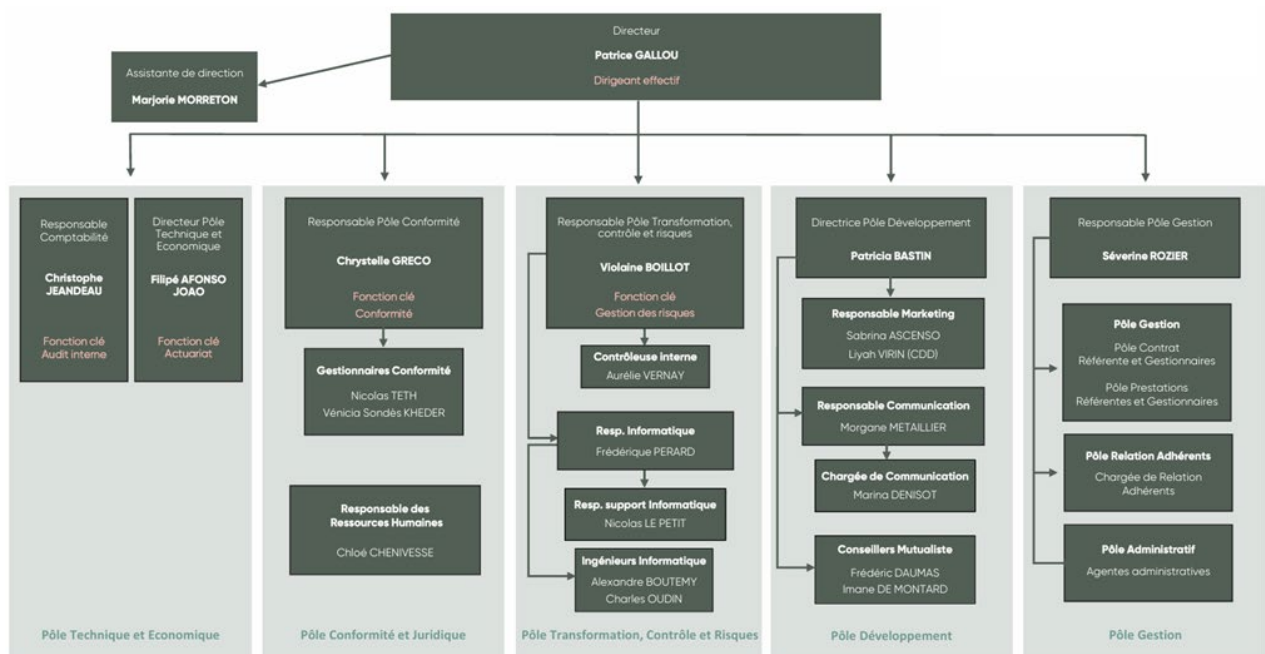 Directeur
Patrice GALLOU
Dirigeant effectif
Assistante de direction
Marjorie MORRETON
Responsable
Comptabilité
Christophe
JEANDEAU
Fonction clé
Audit interne
Directeur Pôle
Technique et
Economique
Filipé AFONSO
JOAO
Fonction clé
Actuariat
Pôle Technique et Economique
Responsable Pôle Conformité
Chrystelle GRECO
Fonction clé
Conformité
Gestionnaires Conformité
Nicolas TETH
Vénicia Sondès KHEDER
Responsable des
Ressources Humaines
Chloé CHENIVESSE
Pôle Conformité et Juridique
Responsable Pôle Transformation,
contrôle et risques
Violaine BOILLOT
Fonction clé
Gestion des risques
Contrôleuse interne
Aurélie VERNAY
Resp. Informatique
Frédérique PERARD
Resp. support Informatique
Nicolas LE PETIT
Ingénieurs Informatique
Alexandre BOUTEMY
Charles OUDIN
Pôle Transformation, Contrôle et Risques
Directrice Pôle Développement
Patricia BASTIN
Responsable Marketing
Sabrina ASCENSO
Liyah VIRIN (CDD)
Responsable Communication
Morgane METAILLIER
Chargée de Communication
Marina DENISOT
Conseillers Mutualiste
Frédéric DAUMAS
Imane DE MONTARD
Pôle Développement
Responsable Pôle Gestion
Séverine ROZIER
Pôle Gestion
Pôle Contrat
Référente et Gestionnaires
Pôle Prestations
Référentes et Gestionnaires
Pôle Relation Adhérents
Chargée de Relation
Adhérents
Pôle Administratif
Agentes administratives
Pôle Gestion